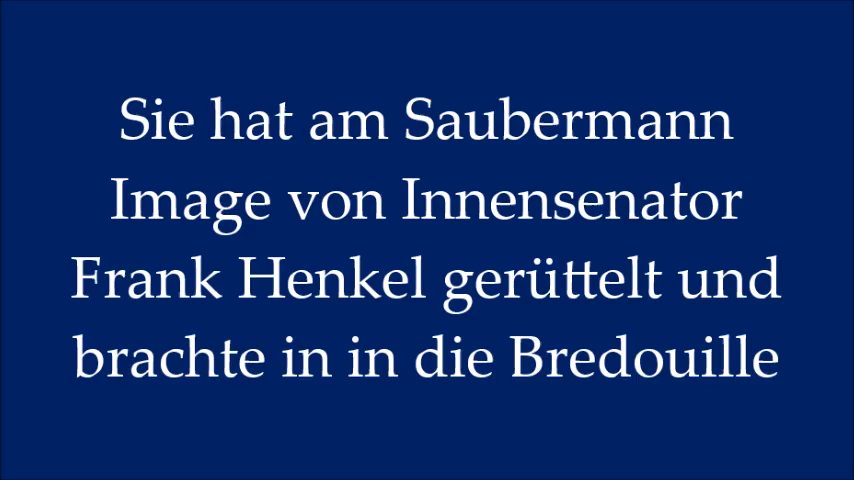 Sie hat am Saubermann
Image von Innensenator
Frank Henkel gerüttelt und
brachte in in die Bredouille